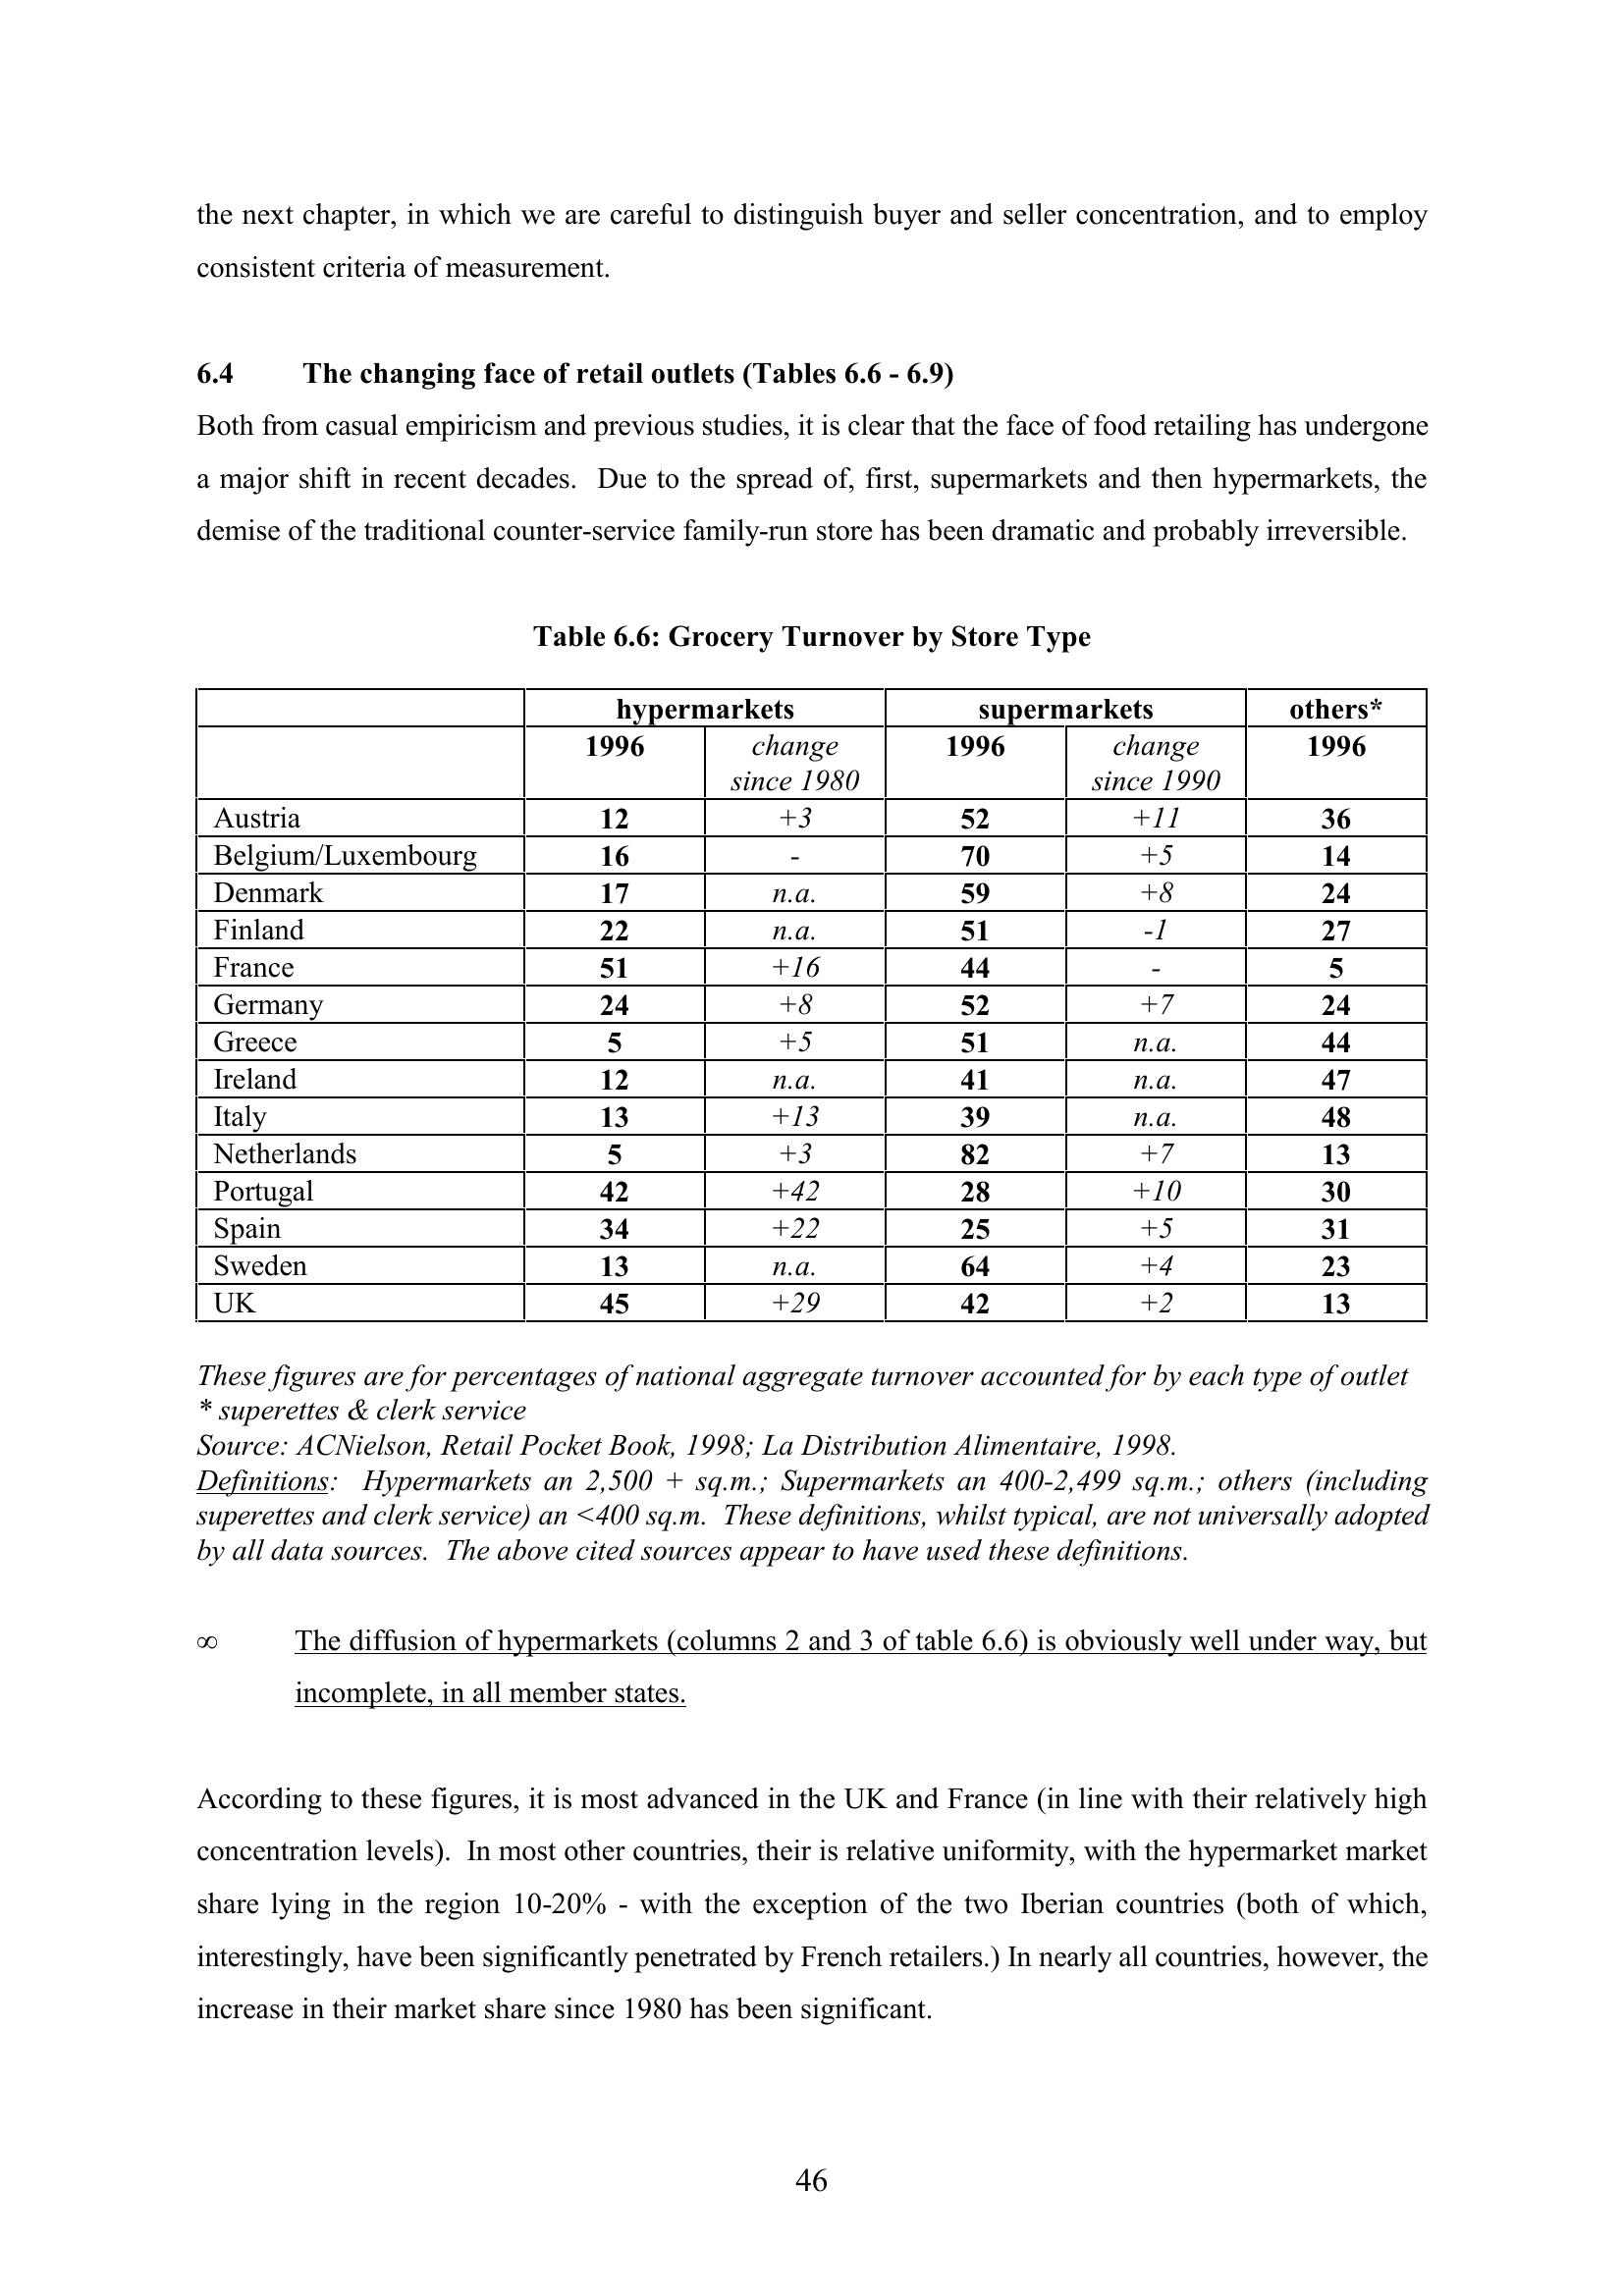 the next chapter, in which we are careful to distinguish buyer and seller concentration, and to employ
consistent criteria of measurement.
6.4 The changing face of retail outlets (Tables 6.6 - 6.9)
Both from casual empiricism and previous studies, it is clear that the face of food retailing has undergone
a major shift in recent decades. Due to the spread of, first, supermarkets and then hypermarkets, the
demise of the traditional counter-service family-run store has been dramatic and probably irreversible.
Table 6.6: Grocery Turnover by Store Type
hypermarkets supermarkets others*
1996 change since 1980 1996 change since 1990 1996
Austria 12 +3 52 +11 36
Belgium/Luxembourg 16 - 70 +5 14
Denmark 17 n.a. 59 +8 24
Finland 22 n.a. 51 -1 27
France 51 +16 44 - 5
Germany 24 +8 52 +7 24
Greece 5 +5 51 n.a. 44
Ireland 12 n.a. 41 n.a. 47
Italy 13 +13 39 n.a. 48
Netherlands 5 +3 82 +7 13
Portugal 42 +42 28 +10 30
Spain 34 +22 25 +5 31
Sweden 13 n.a. 64 +4 23
UK 45 +29 42 +2 13
These figures are for percentages of national aggregate turnover accounted for by each type of outlet
* superettes & clerk service
Source: ACNielson, Retail Pocket Book, 1998; La Distribution Alimentaire, 1998.
Definitions: Hypermarkets an 2,500 + sq.m.; Supermarkets an 400-2,499 sq.m.; others (including
superettes and clerk service) an <400 sq.m. These definitions, whilst typical, are not universally adopted
by all data sources. The above cited sources appear to have used these definitions.
∞ The diffusion of hypermarkets (columns 2 and 3 of table 6.6) is obviously well under way, but
incomplete, in all member states.
According to these figures, it is most advanced in the UK and France (in line with their relatively high
concentration levels). In most other countries, their is relative uniformity, with the hypermarket market
share lying in the region 10-20% - with the exception of the two Iberian countries (both of which,
interestingly, have been significantly penetrated by French retailers.) In nearly all countries, however, the
increase in their market share since 1980 has been significant.
46